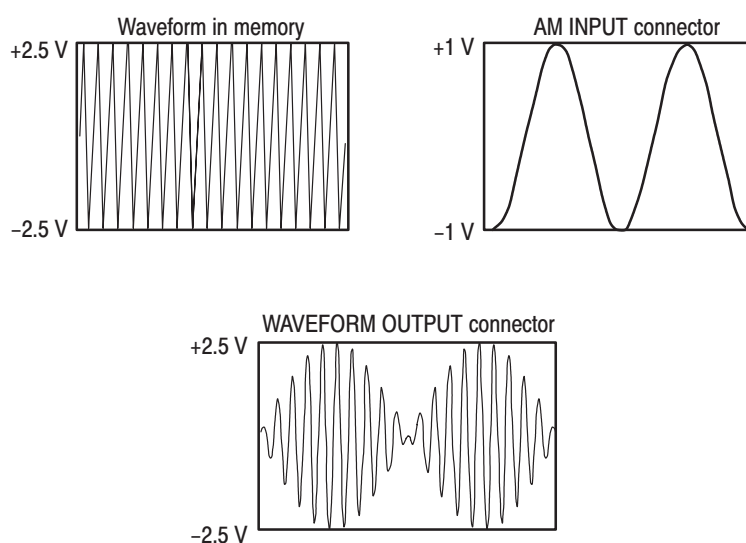 Waveform in memory
+2.5 V
−2.5 V
AM INPUT connector
+1 V
−1 V
WAVEFORM OUTPUT connector
+2.5 V
−2.5 V